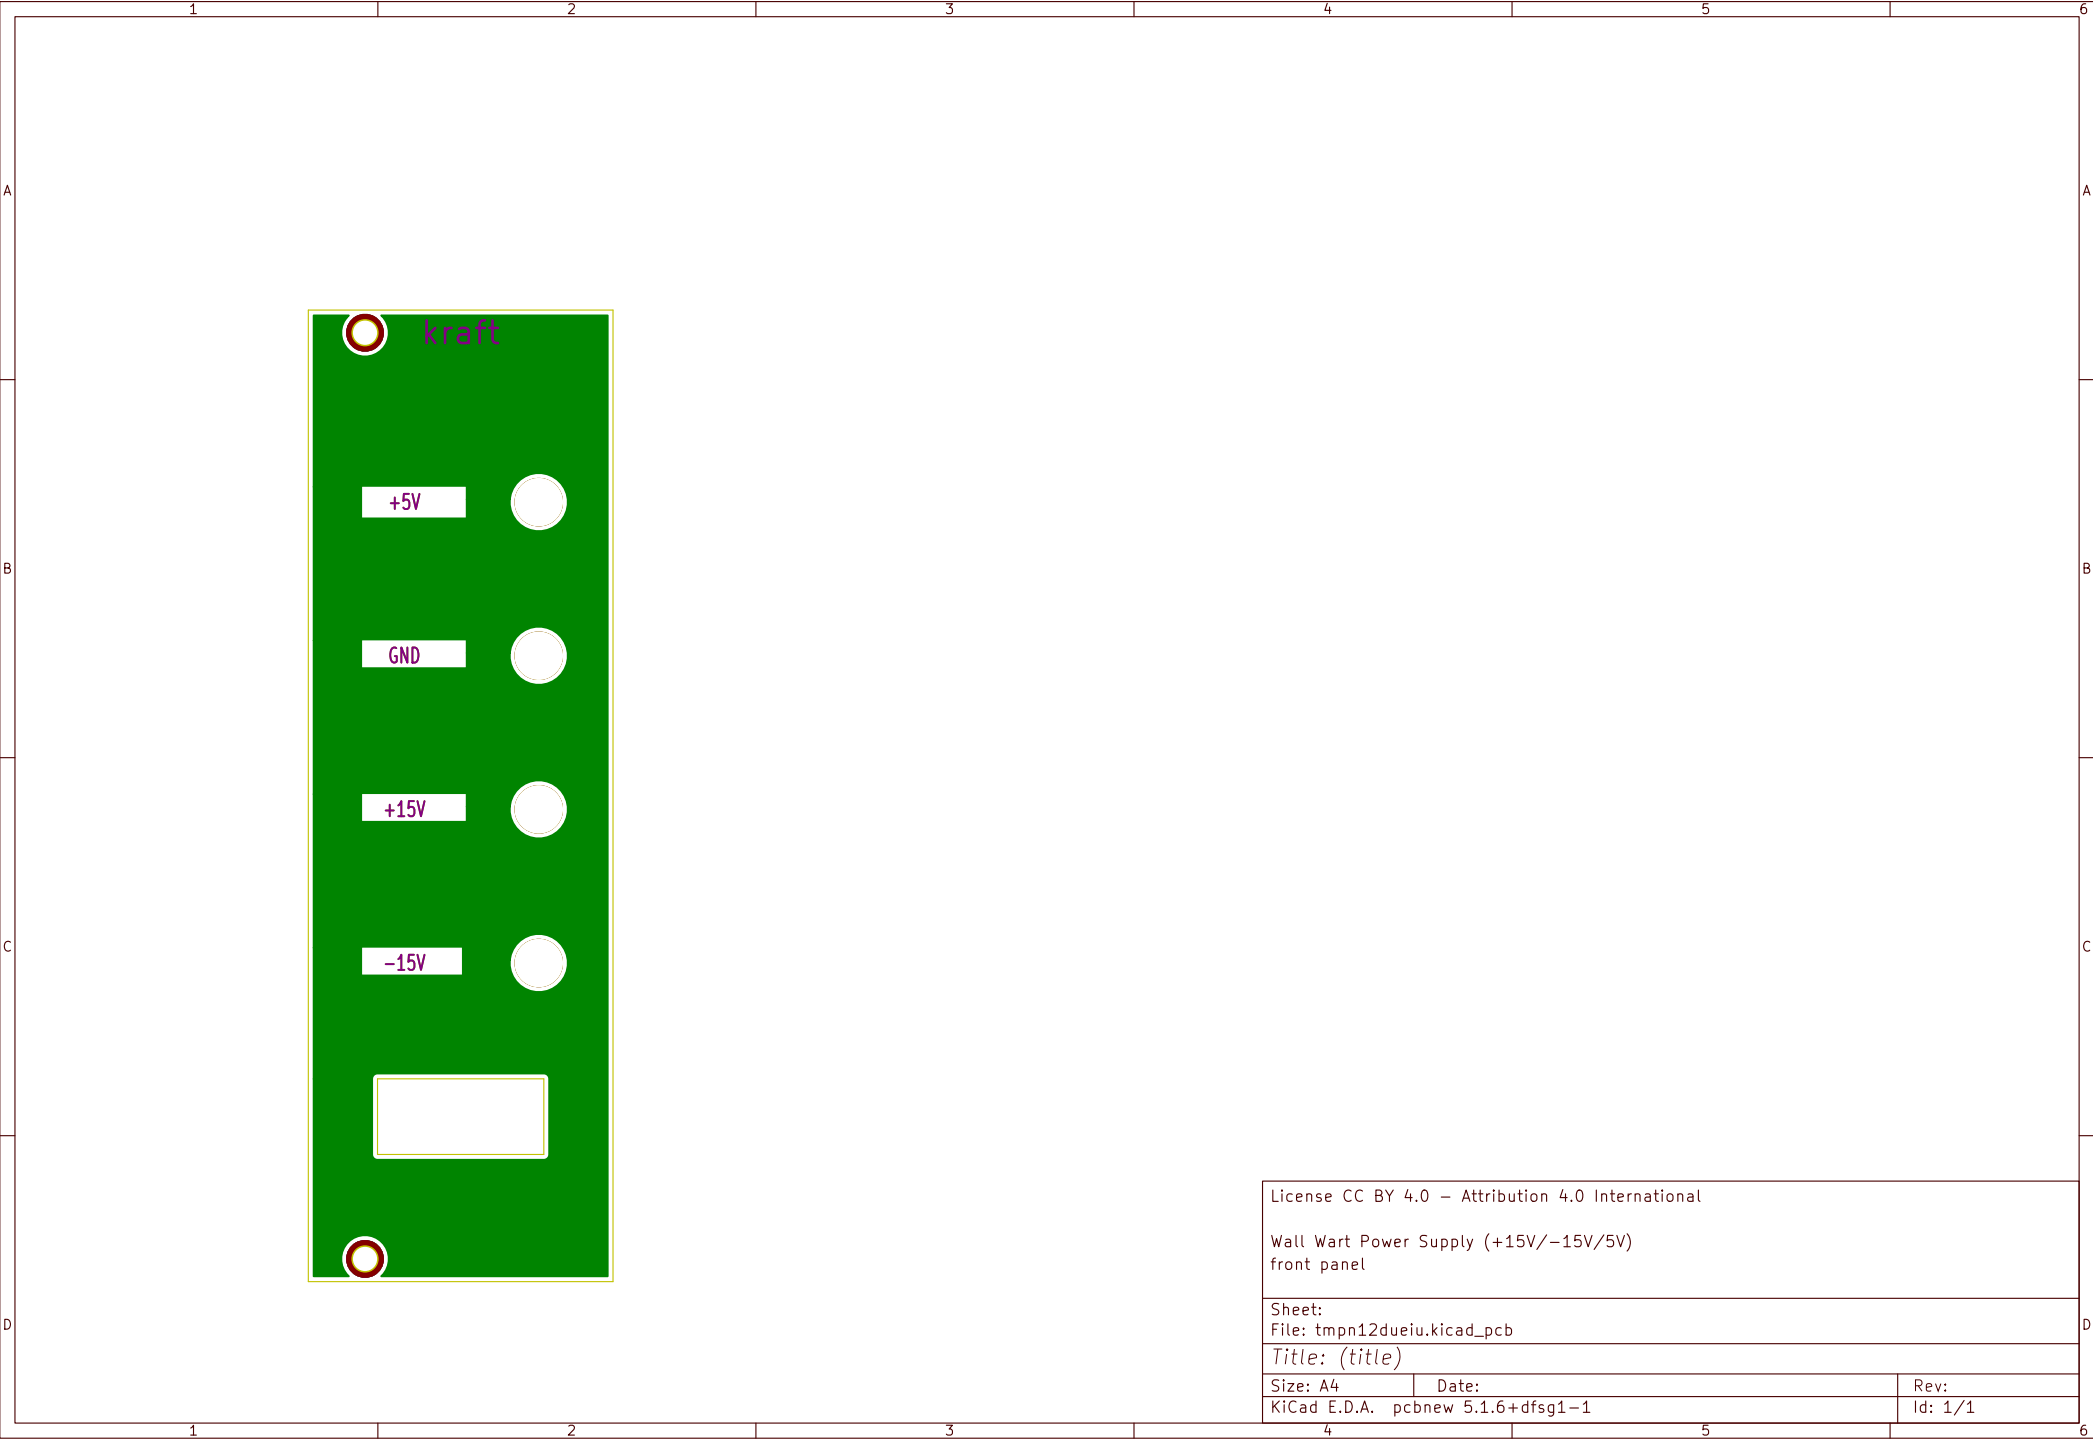 1 2 3 4 5 6
A A
kraft
+5V
B B
GND
+15V
C C
-15V
License CC BY 4.0 - Attribution 4.0 International
Wall Wart Power Supply (+15V/-15V/5V)
front panel
Sheet:
D D
File: tmpn12dueiu.kicad_pcb
Title: (title)
Size: A4 Date: Rev:
KiCad E.D.A. pcbnew 5.1.6+dfsg1-1 Id: 1/1
1 2 3 4 5 6